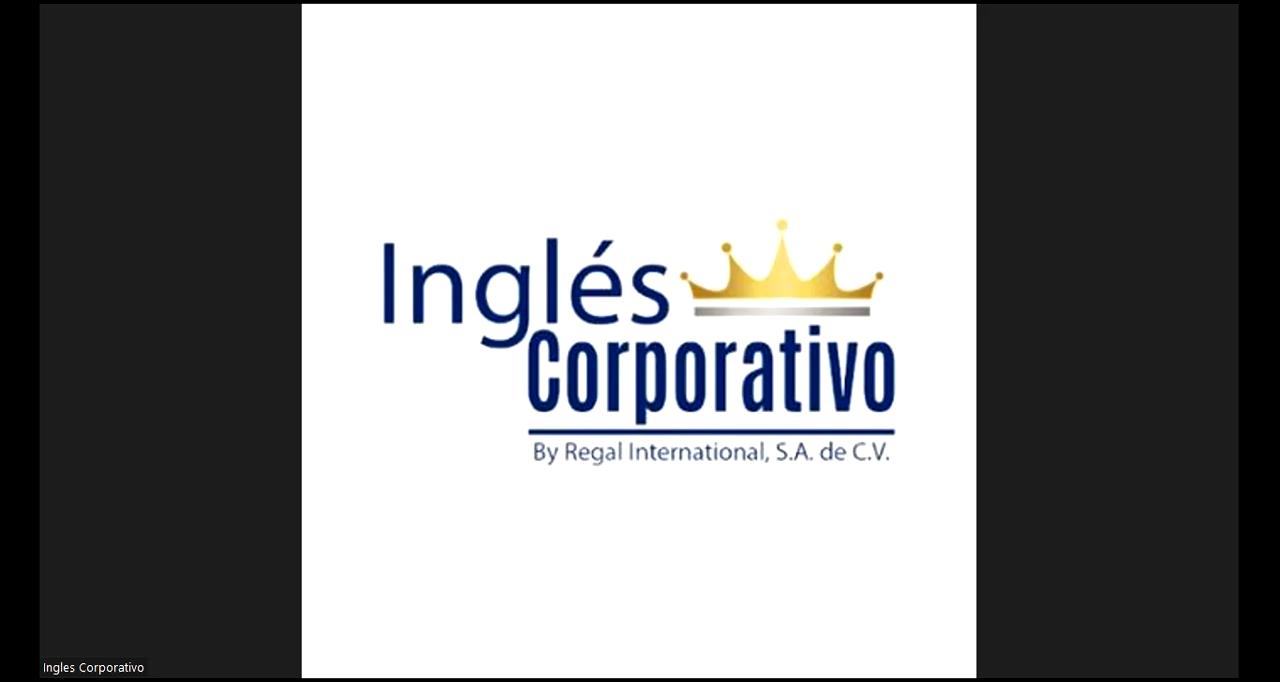 Inglés
Corporativo
By Regal International, S.A. de C.V.
Ingles Corporativo